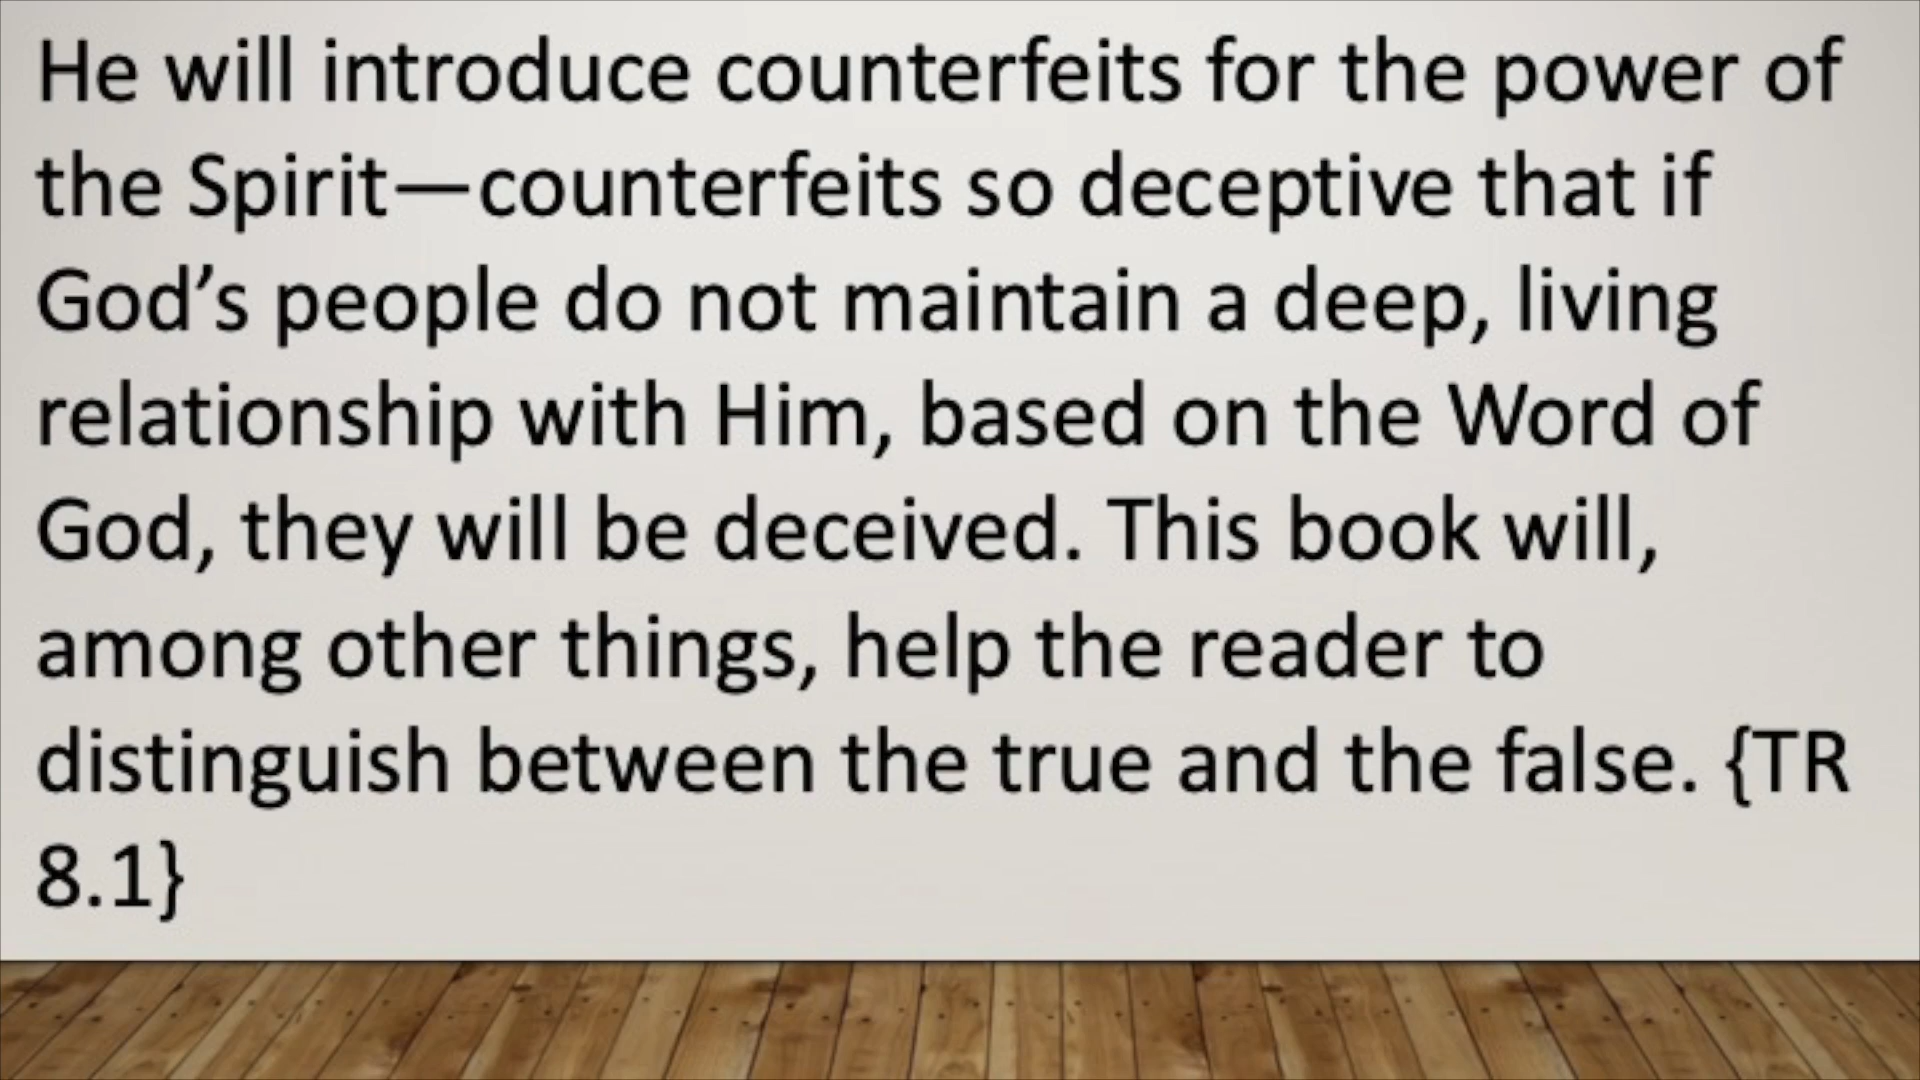 He will introduce counterfeits for the power of
the Spirit—counterfeits so deceptive that if
God’s people do not maintain a deep, living
relationship with Him, based on the Word of
God, they will be deceived. This book will,
among other things, help the reader to
distinguish between the true and the false. {TR
8.1}